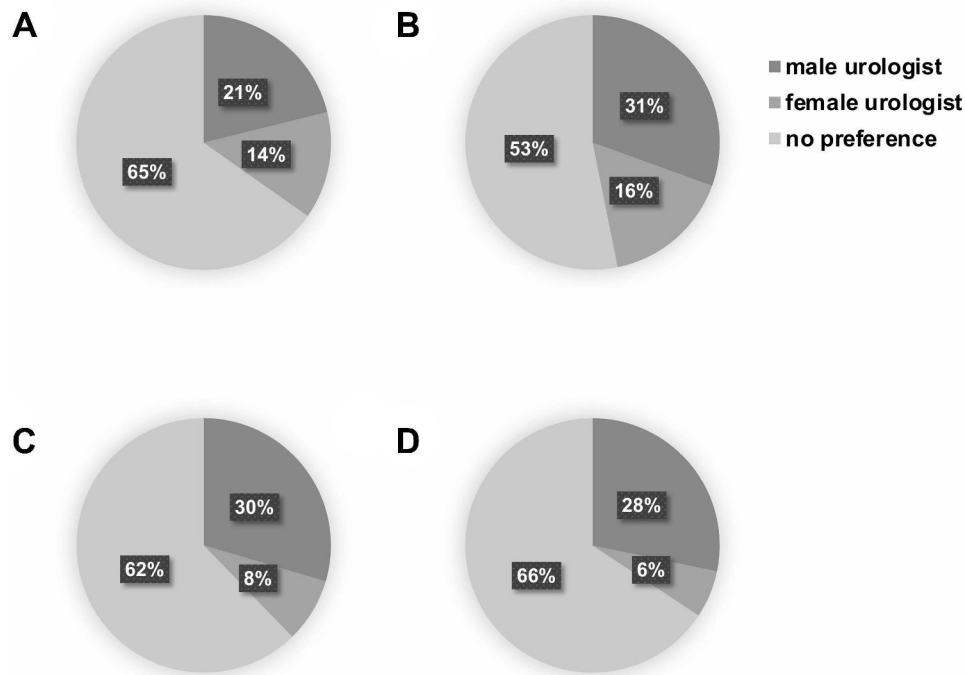 A
21%
14%
65%
B
31%
16%
53%
male urologist
female urologist
no preference
C
30%
8%
62%
D
28%
6%
66%